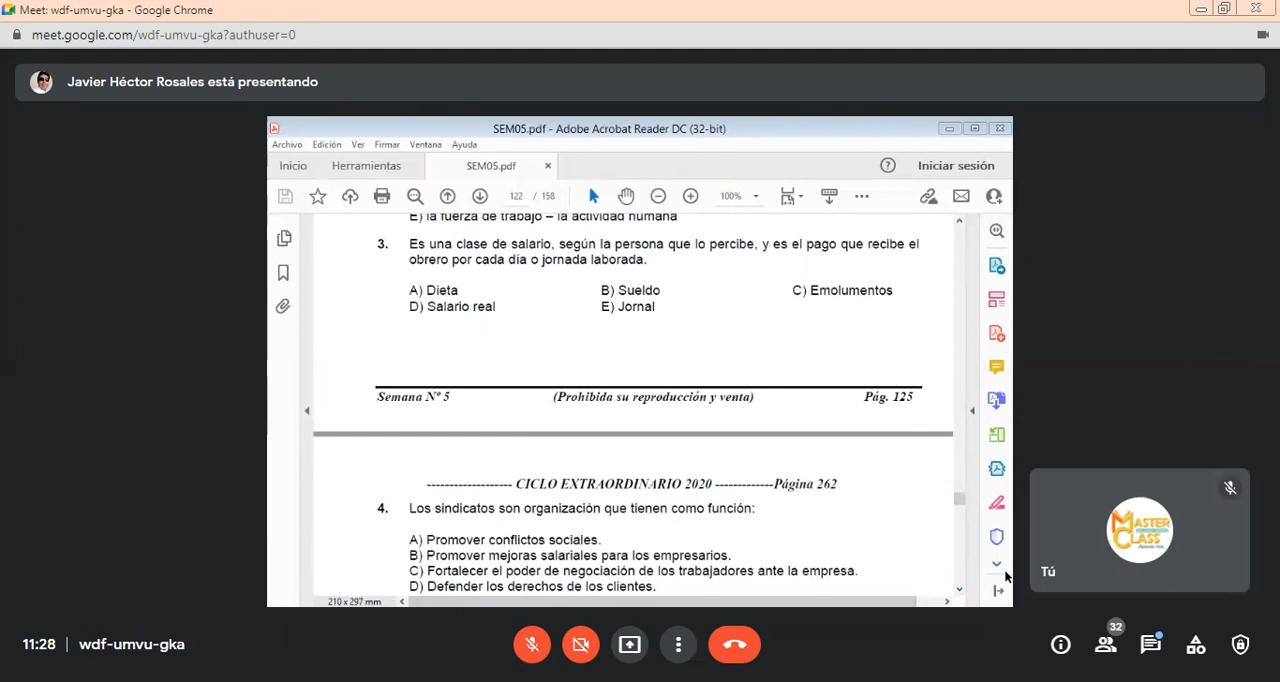 Meet: wdf-umvu-gka - Google Chrome
meet.google.com/wdf-umvu-gka?authuser=0
Javier Héctor Rosales está presentando
SEM05.pdf - Adobe Acrobat Reader DC (32-bit)
Archivo Edición Ver Firmar Ventana Ayuda
Inicio Herramientas SEM05.pdf × ? Iniciar sesión
122 / 158 100%
E) la fuerza de trabajo – la actividad humana
3. Es una clase de salario, según la persona que lo percibe, y es el pago que recibe el
obrero por cada día o jornada laborada.
A) Dieta B) Sueldo C) Emolumentos
D) Salario real E) Jornal
Semana Nº 5 (Prohibida su reproducción y venta) Pág. 125
------------------- CICLO EXTRAORDINARIO 2020 -------------Página 262
4. Los sindicatos son organización que tienen como función:
A) Promover conflictos sociales.
B) Promover mejoras salariales para los empresarios.
C) Fortalecer el poder de negociación de los trabajadores ante la empresa.
D) Defender los derechos de los clientes.
210 x 297 mm
MASTER
CLASS
Tú
11:28 | wdf-umvu-gka
32